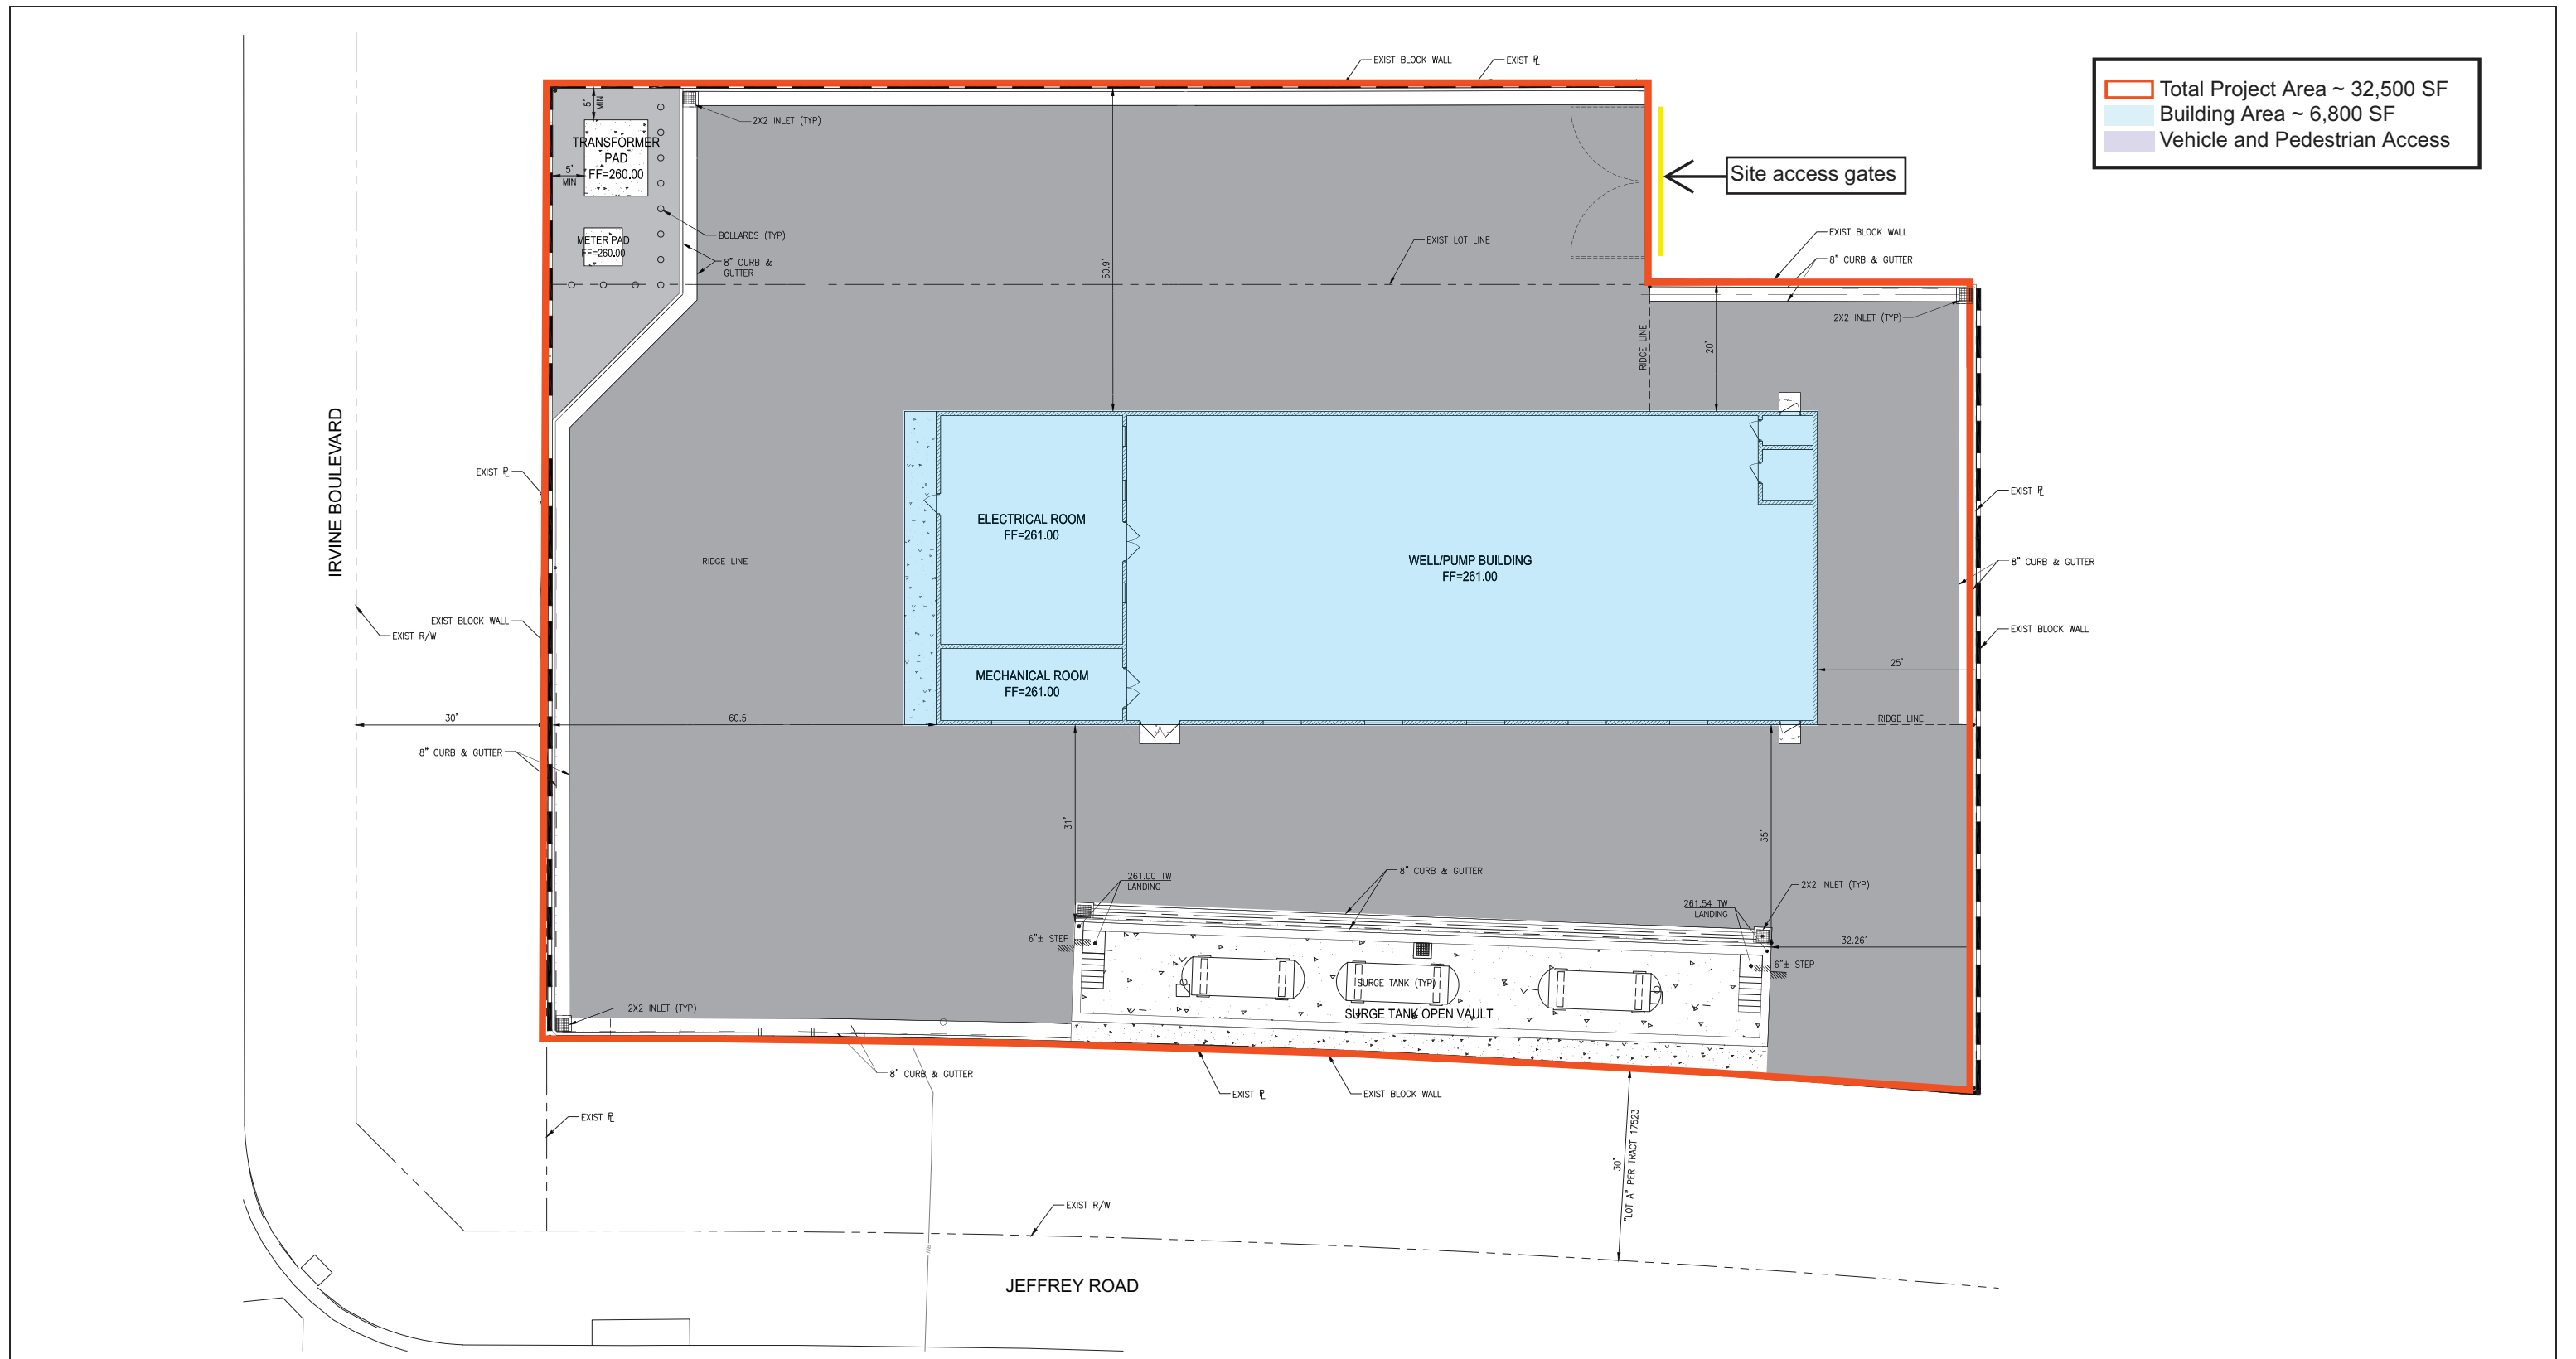 EXIST BLOCK WALL
EXIST PL
Total Project Area ~ 32,500 SF
Building Area ~ 6,800 SF
Vehicle and Pedestrian Access
5'
MIN
2X2 INLET (TYP)
TRANSFORMER
PAD
FF=260.00
5'
MIN
Site access gates
BOLLARDS (TYP)
METER PAD
FF=260.00
8" CURB &
GUTTER
EXIST LOT LINE
50.9'
EXIST BLOCK WALL
8" CURB & GUTTER
2X2 INLET (TYP)
RIDGE LINE
20'
IRVINE BOULEVARD
EXIST PL
EXIST PL
ELECTRICAL ROOM
FF=261.00
RIDGE LINE
WELL/PUMP BUILDING
FF=261.00
8" CURB & GUTTER
EXIST BLOCK WALL
EXIST R/W
EXIST BLOCK WALL
25'
MECHANICAL ROOM
FF=261.00
30'
60.5'
RIDGE LINE
8" CURB & GUTTER
31'
35'
8" CURB & GUTTER
261.00 TW
LANDING
2X2 INLET (TYP)
261.54 TW
LANDING
6"± STEP
32.26'
6"± STEP
SURGE TANK (TYP)
2X2 INLET (TYP)
SURGE TANK OPEN VAULT
8" CURB & GUTTER
EXIST PL
EXIST BLOCK WALL
EXIST PL
30'
"LOT A" PER TRACT 17523
EXIST R/W
JEFFREY ROAD